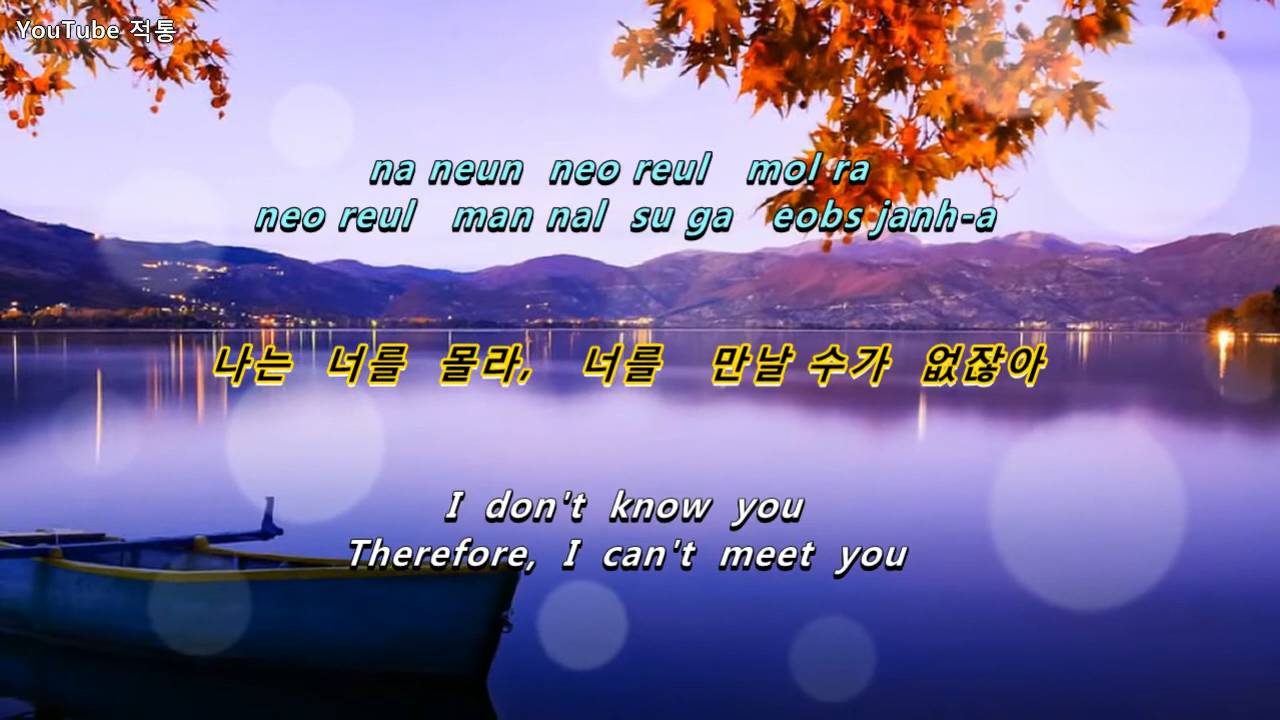 YouTube 적통
na neun neo reul mol ra
neo reul man nal su ga eobs janh-a
나는 너를 몰라, 너를 만날 수가 없잖아
I don't know you
Therefore, I can't meet you